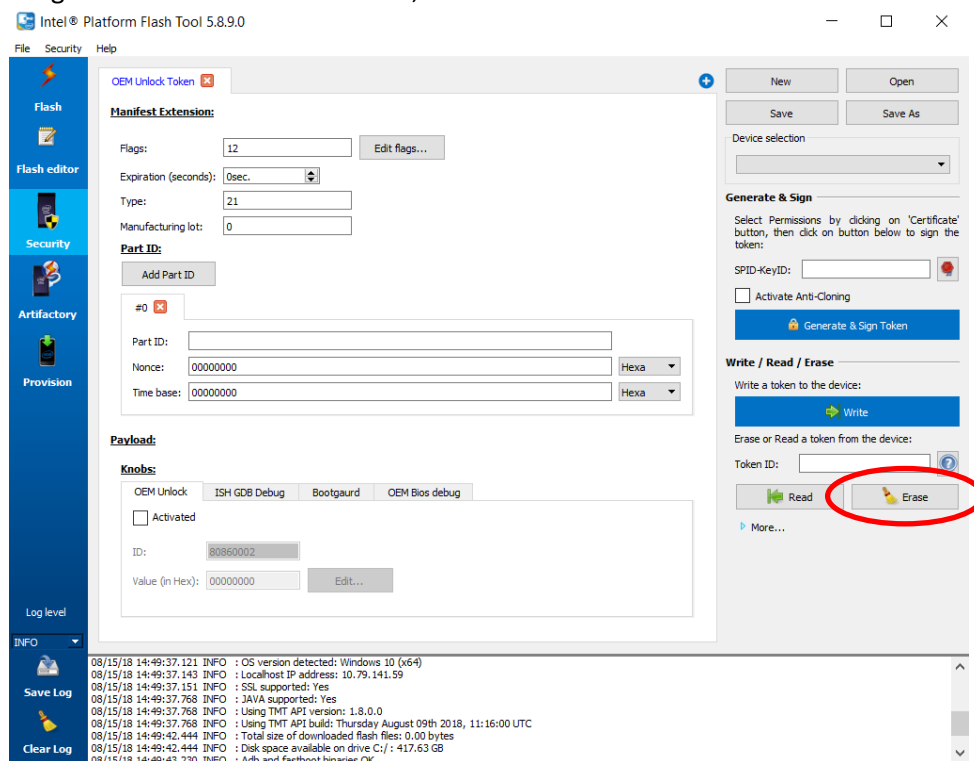 Intel® Platform Flash Tool 5.8.9.0
File Security Help
Flash
Flash editor
Security
Artifactory
Provision
Log level
INFO
Save Log
Clear Log
OEM Unlock Token
Manifest Extension:
Flags: 12 Edit flags...
Expiration (seconds): 0sec.
Type: 21
Manufacturing lot: 0
Part ID:
Add Part ID
#0
Part ID:
Nonce: 00000000 Hexa
Time base: 00000000 Hexa
Payload:
Knobs:
OEM Unlock ISH GDB Debug Bootgaurd OEM Bios debug
Activated
ID: 80860002
Value (in Hex): 00000000 Edit...
New Open
Save Save As
Device selection
Generate & Sign
Select Permissions by clicking on 'Certificate'
button, then click on button below to sign the
token:
SPID-KeyID:
Activate Anti-Cloning
Generate & Sign Token
Write / Read / Erase
Write a token to the device:
Write
Erase or Read a token from the device:
Token ID:
Read Erase
More...
08/15/18 14:49:37.121 INFO : OS version detected: Windows 10 (x64)
08/15/18 14:49:37.143 INFO : Localhost IP address: 10.79.141.59
08/15/18 14:49:37.151 INFO : SSL supported: Yes
08/15/18 14:49:37.768 INFO : JAVA supported: Yes
08/15/18 14:49:37.768 INFO : Using TMT API version: 1.8.0.0
08/15/18 14:49:37.768 INFO : Using TMT API build: Thursday August 09th 2018, 11:16:00 UTC
08/15/18 14:49:42.444 INFO : Total size of downloaded flash files: 0.00 bytes
08/15/18 14:49:42.444 INFO : Disk space available on drive C:/ : 417.63 GB
08/15/18 14:49:43.230 INFO : Adb and fastboot binaries OK